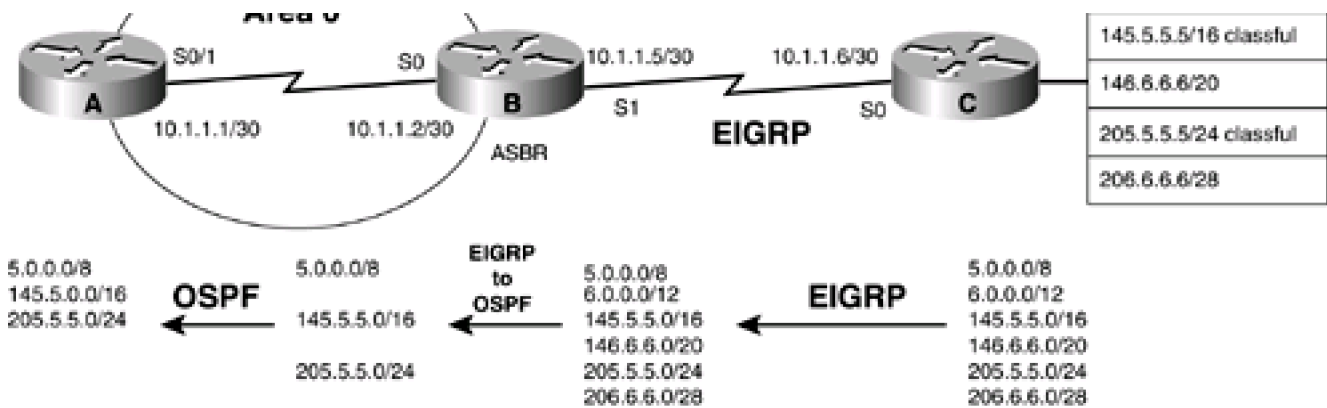 Area 0
S0/1
A
10.1.1.1/30
S0
B
10.1.1.2/30
ASBR
10.1.1.5/30
S1
EIGRP
10.1.1.6/30
S0
C
145.5.5.5/16 classful
146.6.6.6/20
205.5.5.5/24 classful
206.6.6.6/28
5.0.0.0/8
145.5.0.0/16
205.5.5.0/24
OSPF
5.0.0.0/8
145.5.5.0/16
205.5.5.0/24
EIGRP
to
OSPF
5.0.0.0/8
6.0.0.0/12
145.5.5.0/16
146.6.6.0/20
205.5.5.0/24
206.6.6.0/28
EIGRP
5.0.0.0/8
6.0.0.0/12
145.5.5.0/16
146.6.6.0/20
205.5.5.0/24
206.6.6.0/28